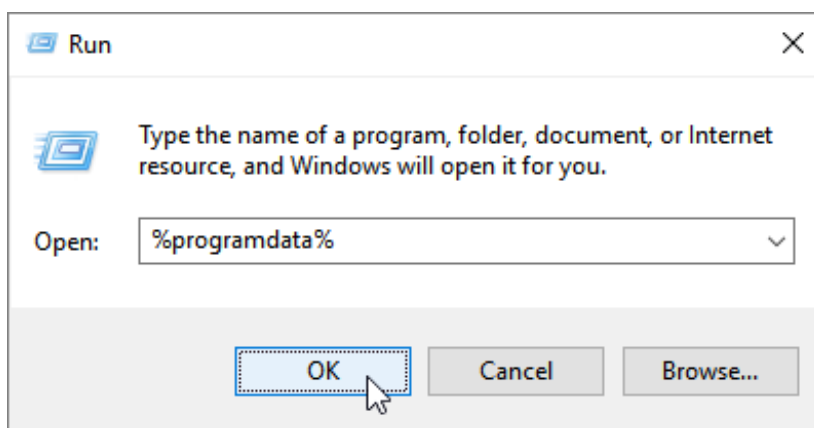 Run
Type the name of a program, folder, document, or Internet
resource, and Windows will open it for you.
Open: %programdata%
OK Cancel Browse...